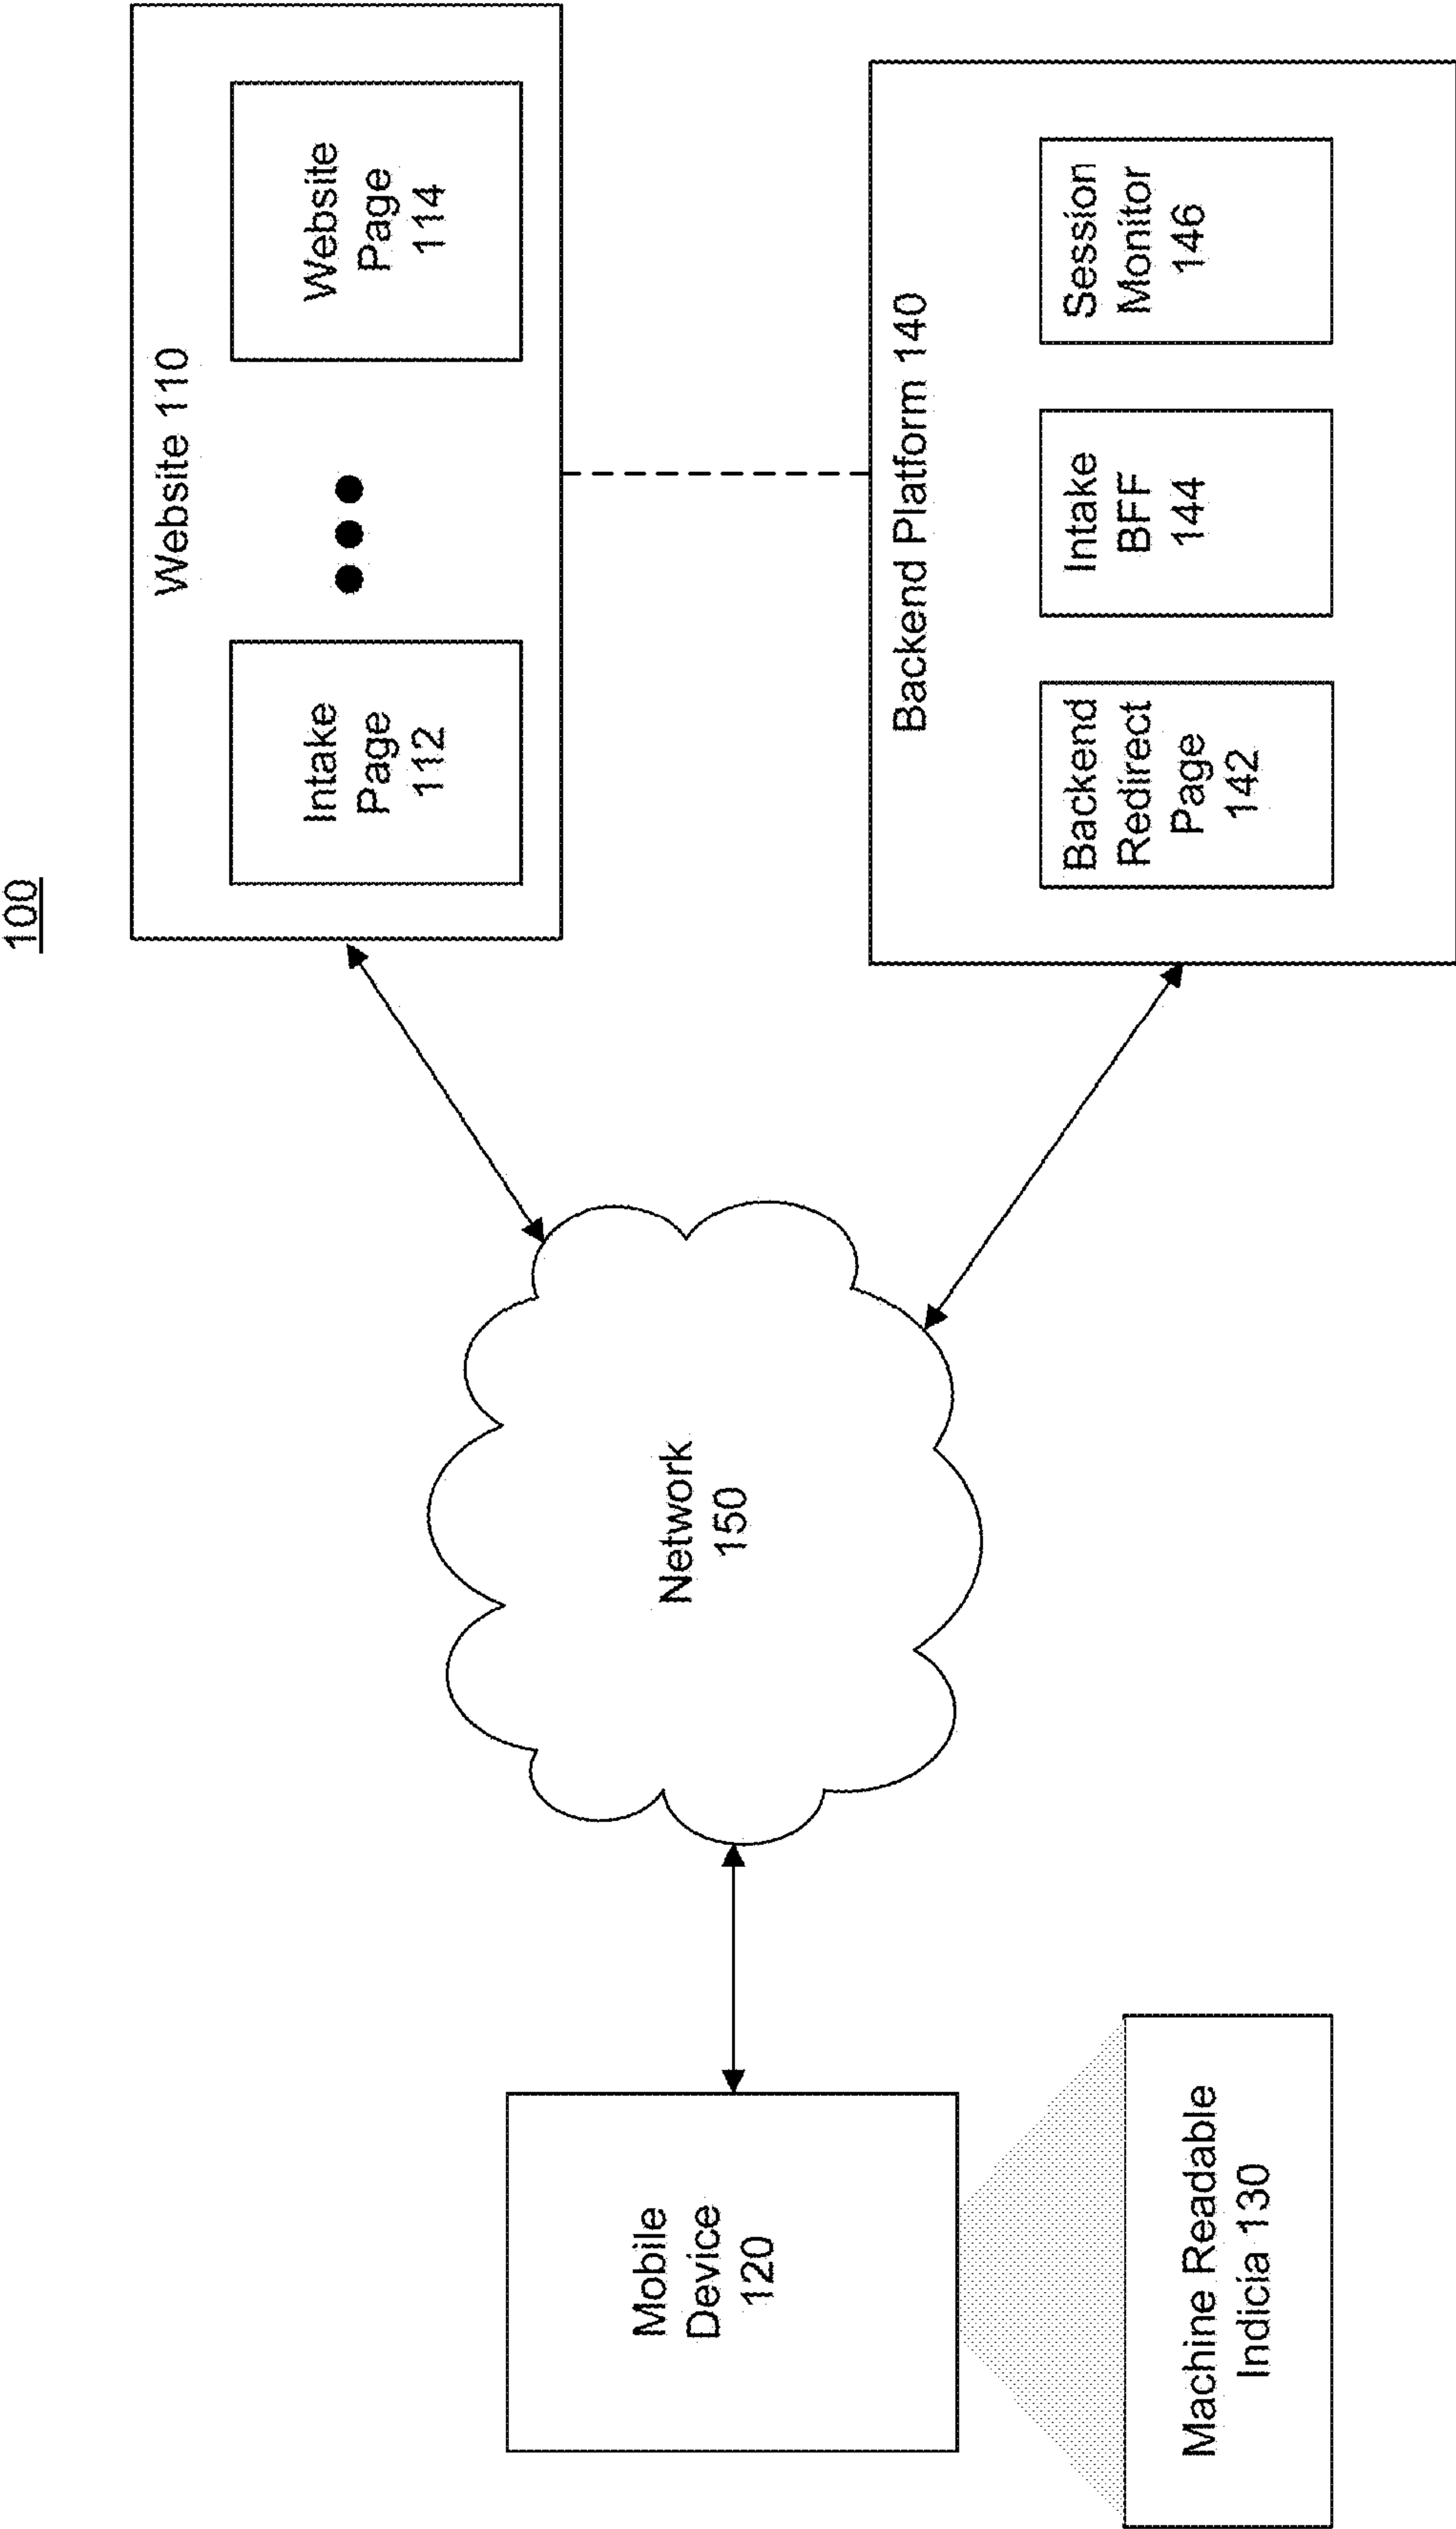 100
Website 110
Intake
Page
112
Website
Page
114
Network
150
Mobile
Device
120
Machine Readable
Indicia 130
Backend Platform 140
Backend
Redirect
Page
142
Intake
BFF
144
Session
Monitor
146